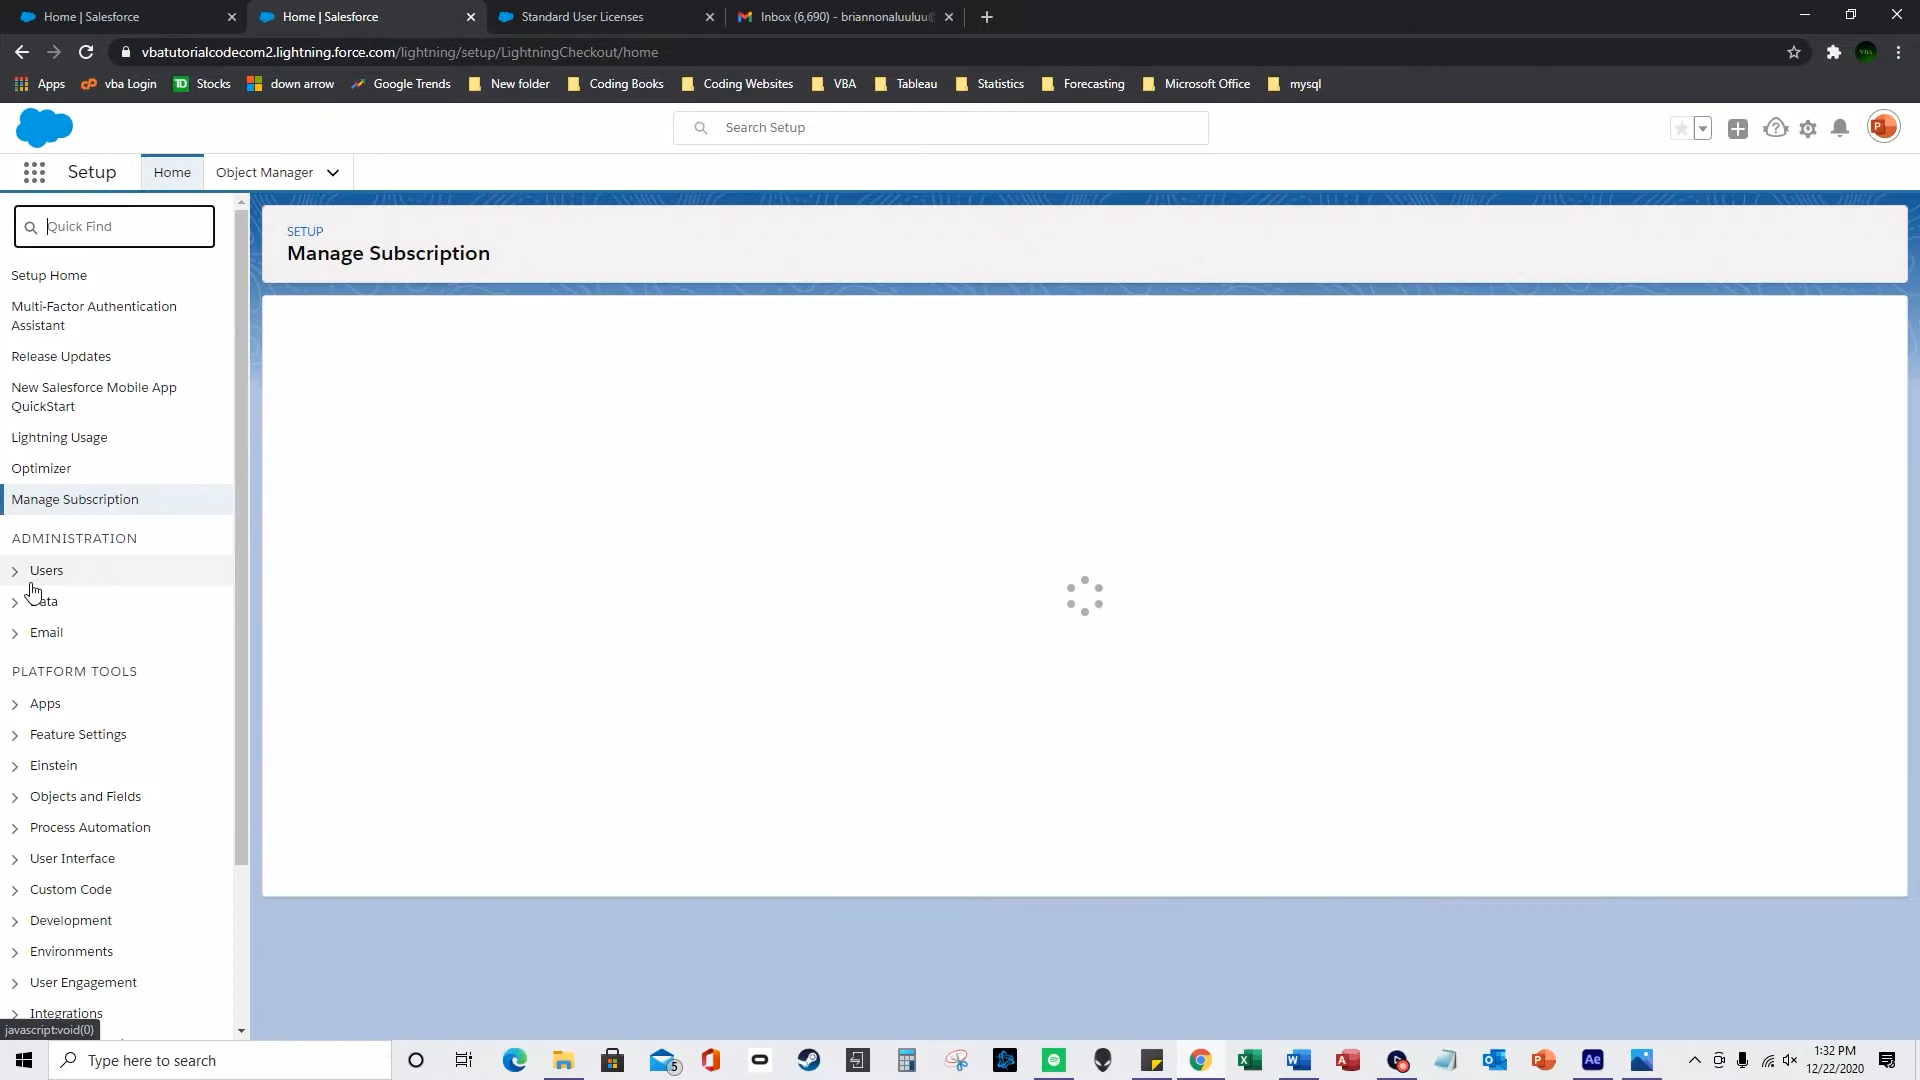 Home | Salesforce
Home | Salesforce
Standard User Licenses
Inbox (6,690) - briannonaluuluu@
vbatutorialcodecom2.lightning.force.com/lightning/setup/LightningCheckout/home
Apps
vba Login
Stocks
down arrow
Google Trends
New folder
Coding Books
Coding Websites
VBA
Tableau
Statistics
Forecasting
Microsoft Office
mysql
Search Setup
Setup
Home
Object Manager
Quick Find
SETUP
Manage Subscription
Setup Home
Multi-Factor Authentication
Assistant
Release Updates
New Salesforce Mobile App
QuickStart
Lightning Usage
Optimizer
Manage Subscription
ADMINISTRATION
Users
Data
Email
PLATFORM TOOLS
Apps
Feature Settings
Einstein
Objects and Fields
Process Automation
User Interface
Custom Code
Development
Environments
User Engagement
Integrations
javascript:void(0)
Type here to search
5
1:32 PM
12/22/2020